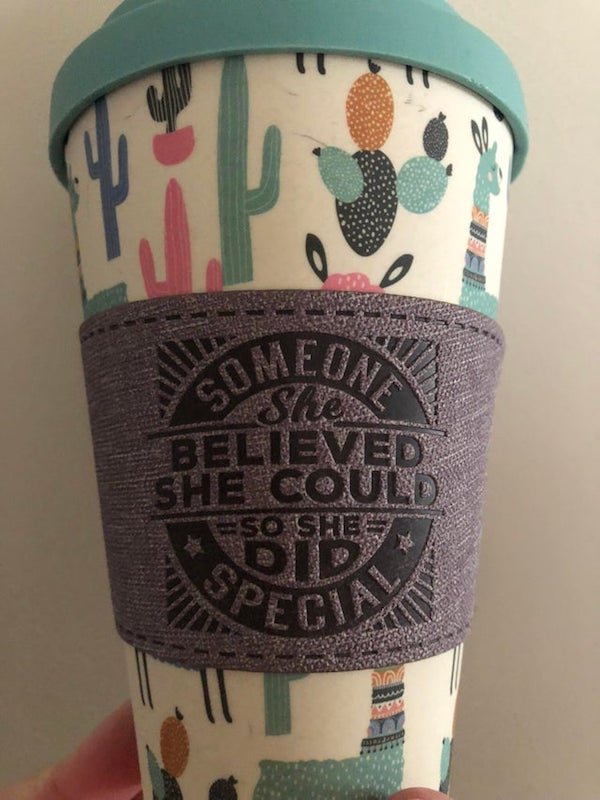 SOMEONE
She
BELIEVED
SHE COULD
=SO SHE=
DID
SPECIAL